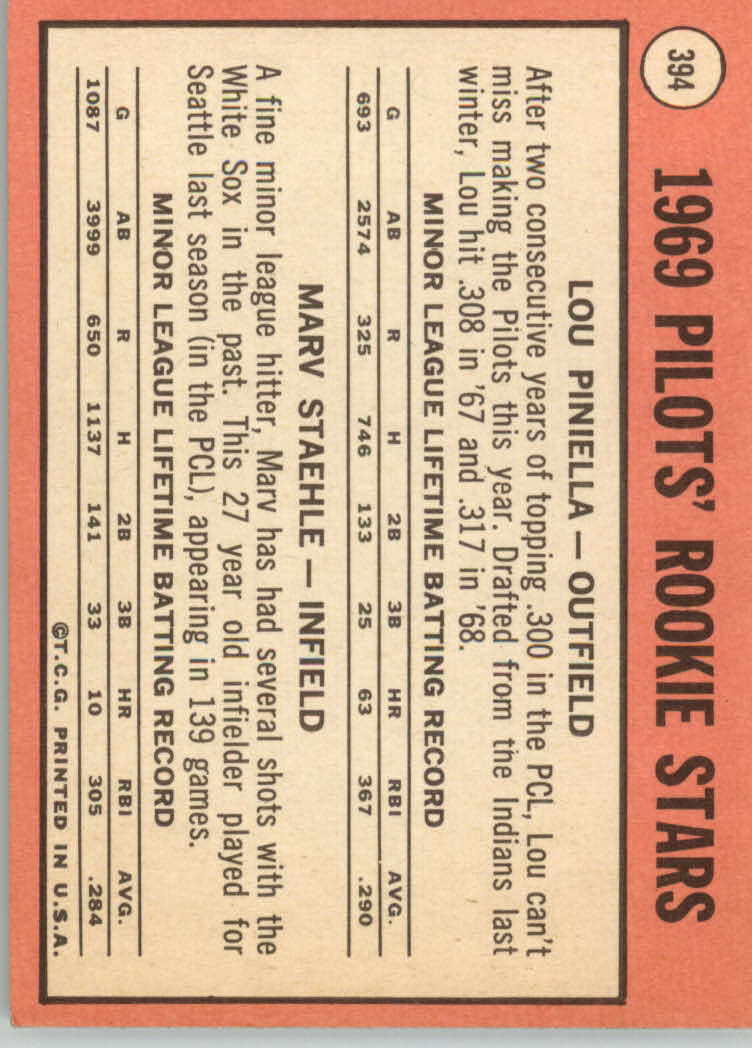 394
1969 PILOTS' ROOKIE STARS
LOU PINIELLA — OUTFIELD
After two consecutive years of topping .300 in the PCL, Lou can't
miss making the Pilots this year. Drafted from the Indians last
winter, Lou hit .308 in '67 and .317 in '68.
MINOR LEAGUE LIFETIME BATTING RECORD
G AB R H 2B 3B HR RBI AVG.
693 2574 325 746 133 25 63 367 .290
MARV STAEHLE — INFIELD
A fine minor league hitter, Marv has had several shots with the
White Sox in the past. This 27 year old infielder played for
Seattle last season (in the PCL), appearing in 139 games.
MINOR LEAGUE LIFETIME BATTING RECORD
G AB R H 2B 3B HR RBI AVG.
1087 3999 650 1137 141 33 10 305 .284
©T.C.G. PRINTED IN U.S.A.